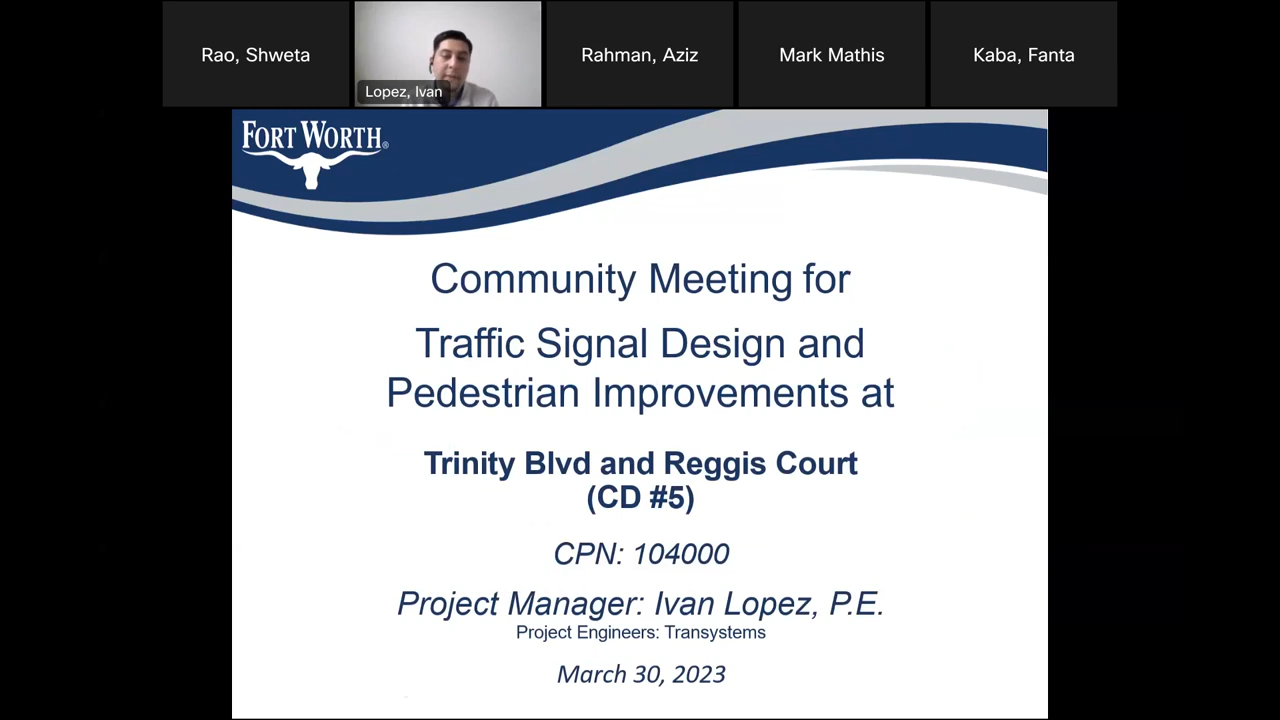 Rao, Shweta
Lopez, Ivan
Rahman, Aziz
Mark Mathis
Kaba, Fanta
FORT WORTH®
Community Meeting for
Traffic Signal Design and
Pedestrian Improvements at
Trinity Blvd and Reggis Court
(CD #5)
CPN: 104000
Project Manager: Ivan Lopez, P.E.
Project Engineers: Transystems
March 30, 2023